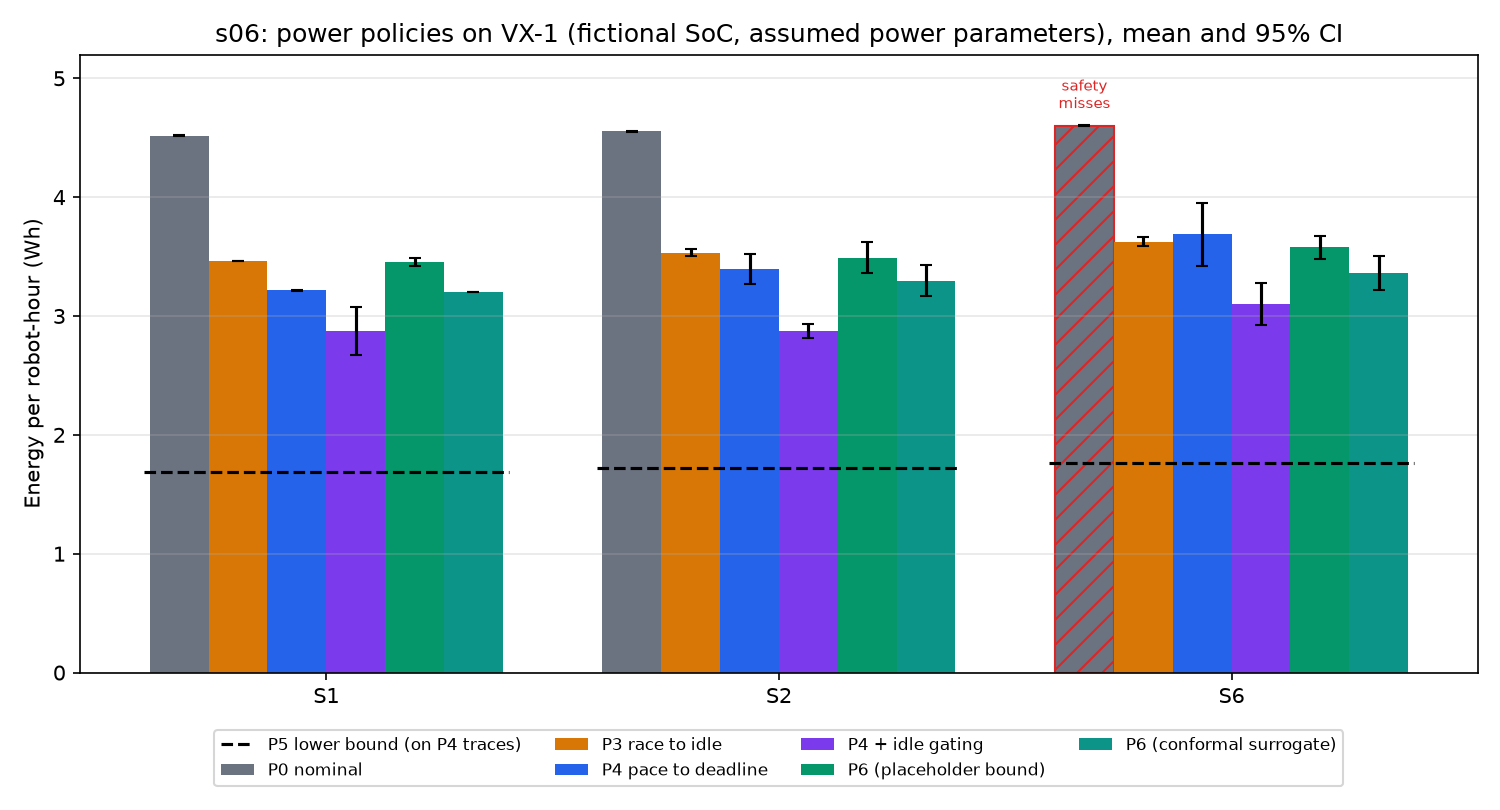 s06: power policies on VX-1 (fictional SoC, assumed power parameters), mean and 95% CI
Energy per robot-hour (Wh)
5
4
3
2
1
0
safety
misses
S1
S2
S6
P5 lower bound (on P4 traces)
P0 nominal
P3 race to idle
P4 pace to deadline
P4 + idle gating
P6 (placeholder bound)
P6 (conformal surrogate)